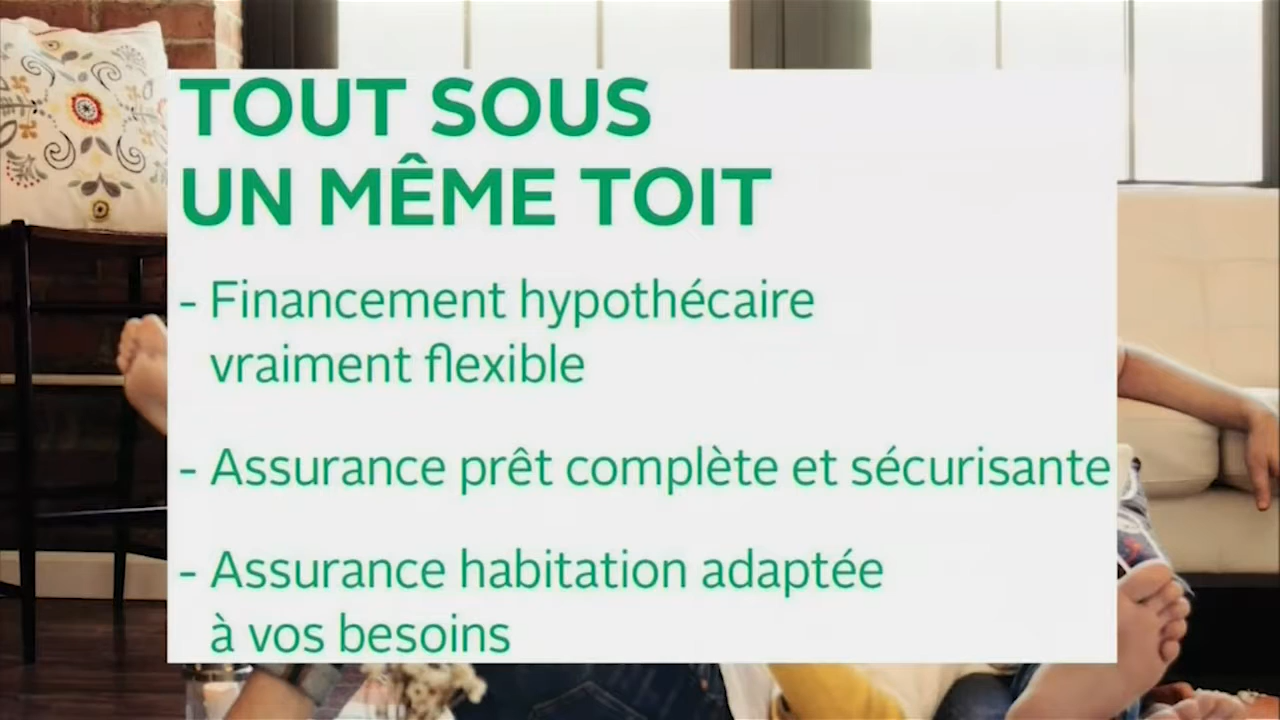 TOUT SOUS
UN MÊME TOIT
- Financement hypothécaire
vraiment flexible
- Assurance prêt complète et sécurisante
- Assurance habitation adaptée
à vos besoins